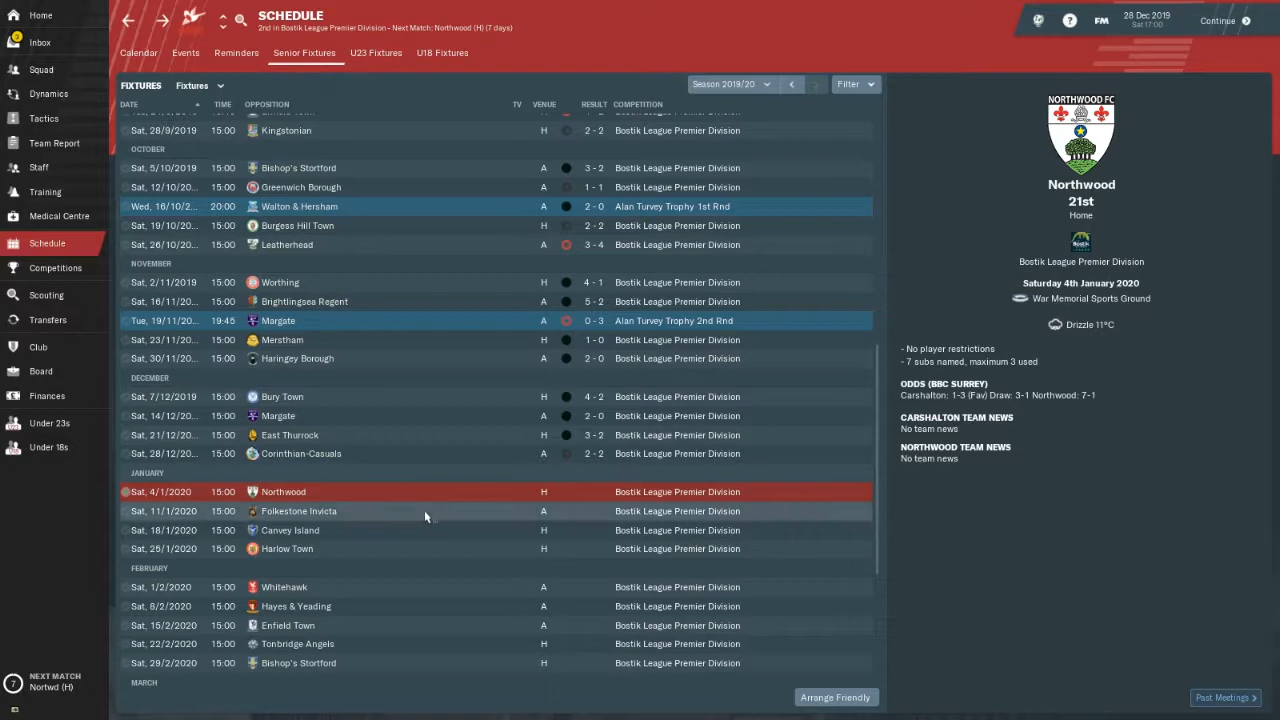 Home
3
Inbox
Squad
Dynamics
Tactics
Team Report
Staff
Training
Medical Centre
Schedule
Competitions
Scouting
Transfers
Club
Board
Finances
Under 23s
Under 18s
7 NEXT MATCH
Nortwd (H)
SCHEDULE
2nd in Bostik League Premier Division - Next Match: Northwood (H) (7 days)
? FM 28 Dec 2019
Sat 17:00
Continue
Calendar Events Reminders Senior Fixtures U23 Fixtures U18 Fixtures
FIXTURES Fixtures Season 2019/20 Filter
DATE TIME OPPOSITION TV VENUE RESULT COMPETITION
Sat, 28/9/2019 15:00 Kingstonian H 2 - 2 Bostik League Premier Division
OCTOBER
Sat, 5/10/2019 15:00 Bishop's Stortford A 3 - 2 Bostik League Premier Division
Sat, 12/10/20... 15:00 Greenwich Borough A 1 - 1 Bostik League Premier Division
Wed, 16/10/2... 20:00 Walton & Hersham A 2 - 0 Alan Turvey Trophy 1st Rnd
Sat, 19/10/20... 15:00 Burgess Hill Town H 2 - 2 Bostik League Premier Division
Sat, 26/10/20... 15:00 Leatherhead A 3 - 4 Bostik League Premier Division
NOVEMBER
Sat, 2/11/2019 15:00 Worthing H 4 - 1 Bostik League Premier Division
Sat, 16/11/20... 15:00 Brightlingsea Regent A 5 - 2 Bostik League Premier Division
Tue, 19/11/20... 19:45 Margate A 0 - 3 Alan Turvey Trophy 2nd Rnd
Sat, 23/11/20... 15:00 Merstham H 1 - 0 Bostik League Premier Division
Sat, 30/11/20... 15:00 Haringey Borough A 2 - 0 Bostik League Premier Division
DECEMBER
Sat, 7/12/2019 15:00 Bury Town H 4 - 2 Bostik League Premier Division
Sat, 14/12/20... 15:00 Margate A 2 - 0 Bostik League Premier Division
Sat, 21/12/20... 15:00 East Thurrock H 3 - 2 Bostik League Premier Division
Sat, 28/12/20... 15:00 Corinthian-Casuals A 2 - 2 Bostik League Premier Division
JANUARY
Sat, 4/1/2020 15:00 Northwood H Bostik League Premier Division
Sat, 11/1/2020 15:00 Folkestone Invicta A Bostik League Premier Division
Sat, 18/1/2020 15:00 Canvey Island H Bostik League Premier Division
Sat, 25/1/2020 15:00 Harlow Town H Bostik League Premier Division
FEBRUARY
Sat, 1/2/2020 15:00 Whitehawk A Bostik League Premier Division
Sat, 8/2/2020 15:00 Hayes & Yeading A Bostik League Premier Division
Sat, 15/2/2020 15:00 Enfield Town A Bostik League Premier Division
Sat, 22/2/2020 15:00 Tonbridge Angels H Bostik League Premier Division
Sat, 29/2/2020 15:00 Bishop's Stortford H Bostik League Premier Division
MARCH
Arrange Friendly
NORTHWOOD FC
Northwood
21st
Home
Bostik
Bostik League Premier Division
Saturday 4th January 2020
War Memorial Sports Ground
Drizzle 11°C
- No player restrictions
- 7 subs named, maximum 3 used
ODDS (BBC SURREY)
Carshalton: 1-3 (Fav) Draw: 3-1 Northwood: 7-1
CARSHALTON TEAM NEWS
No team news
NORTHWOOD TEAM NEWS
No team news
Past Meetings